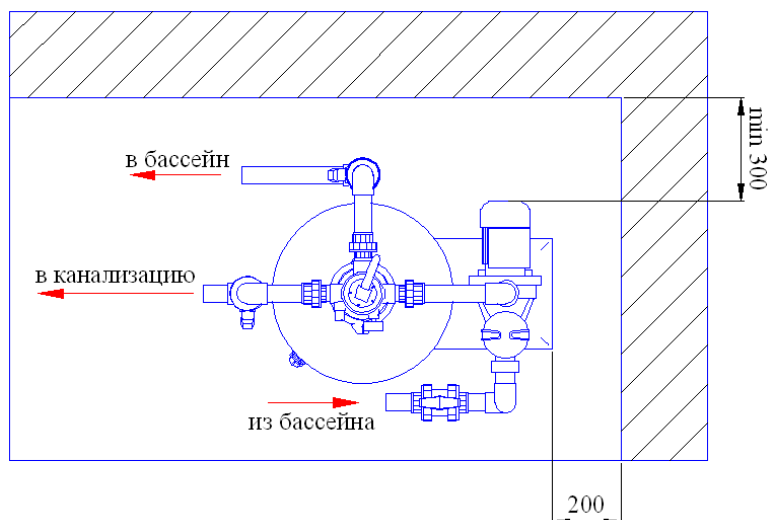 в бассейн
min 300
в канализацию
из бассейна
200